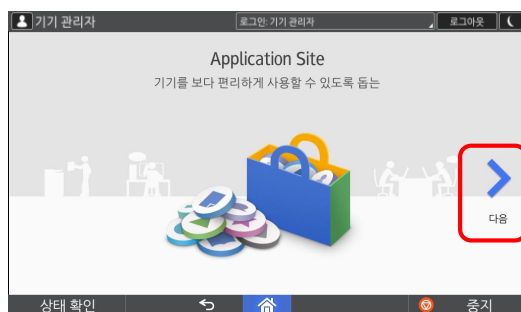 기기 관리자
로그인: 기기 관리자
로그아웃
Application Site
기기를 보다 편리하게 사용할 수 있도록 돕는
다음
상태 확인
중지